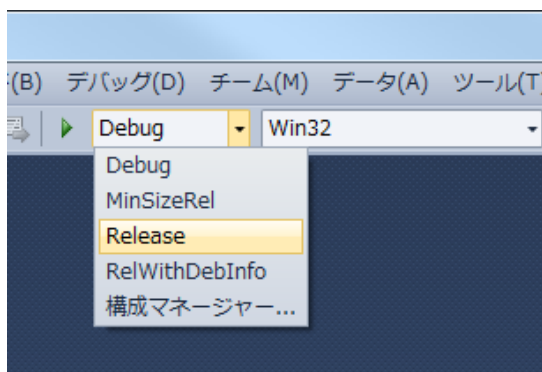 (B) デバッグ(D) チーム(M) データ(A) ツール(T)
Debug Win32
Debug
MinSizeRel
Release
RelWithDebInfo
構成マネージャー...